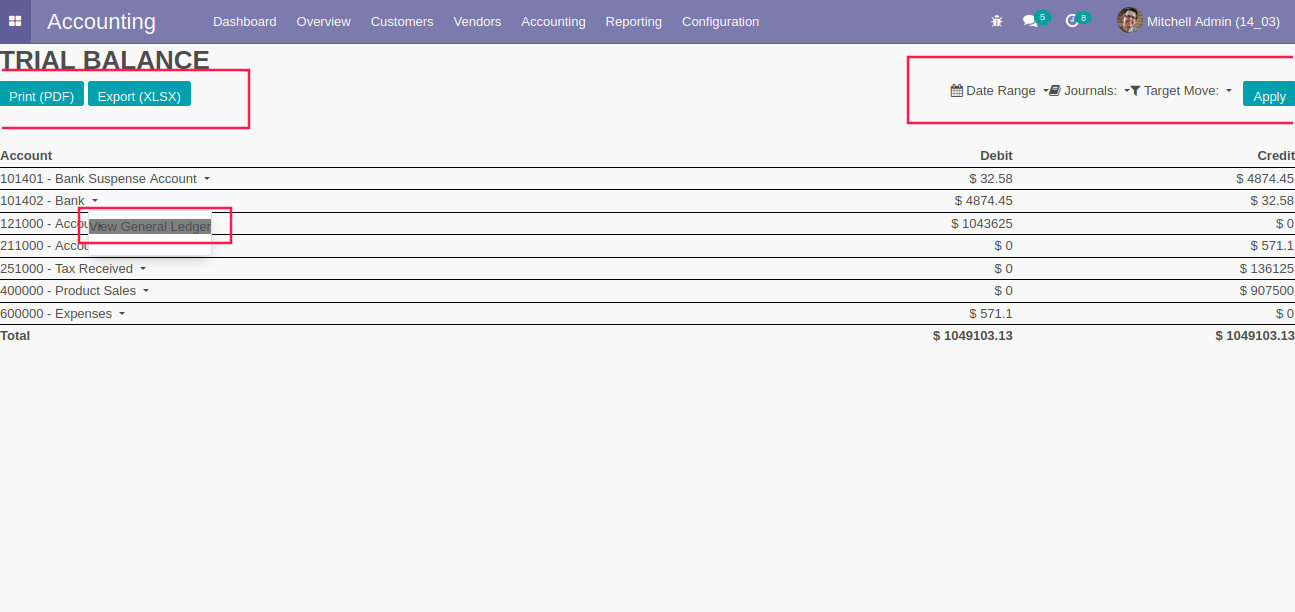 Accounting Dashboard Overview Customers Vendors Accounting Reporting Configuration 5 8 Mitchell Admin (14_03)
TRIAL BALANCE
Print (PDF) Export (XLSX) Date Range Journals: Target Move: Apply
Account Debit Credit
101401 - Bank Suspense Account $ 32.58 $ 4874.45
101402 - Bank $ 4874.45 $ 32.58
121000 - Accou $ 1043625 $ 0
View General Ledger
211000 - Accou $ 0 $ 571.1
251000 - Tax Received $ 0 $ 136125
400000 - Product Sales $ 0 $ 907500
600000 - Expenses $ 571.1 $ 0
Total $ 1049103.13 $ 1049103.13